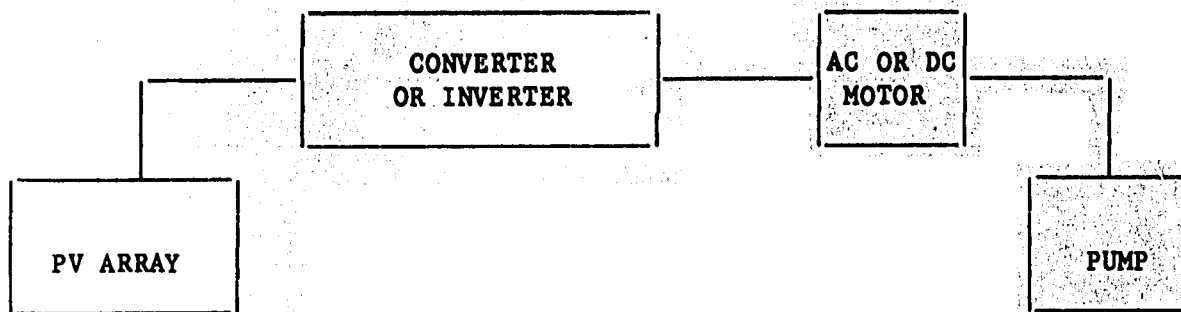 CONVERTER
OR INVERTER
AC OR DC
MOTOR
PV ARRAY
PUMP